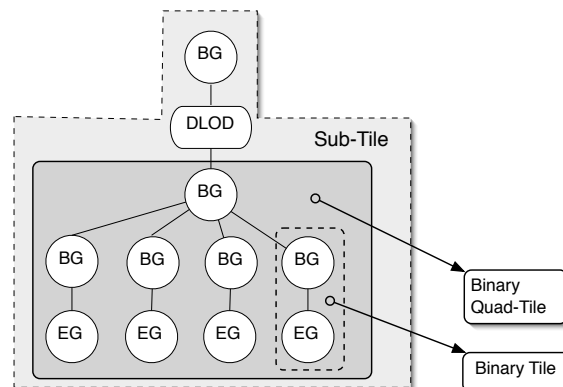 BG
DLOD
Sub-Tile
BG
BG BG BG BG
EG EG EG EG
Binary
Quad-Tile
Binary Tile